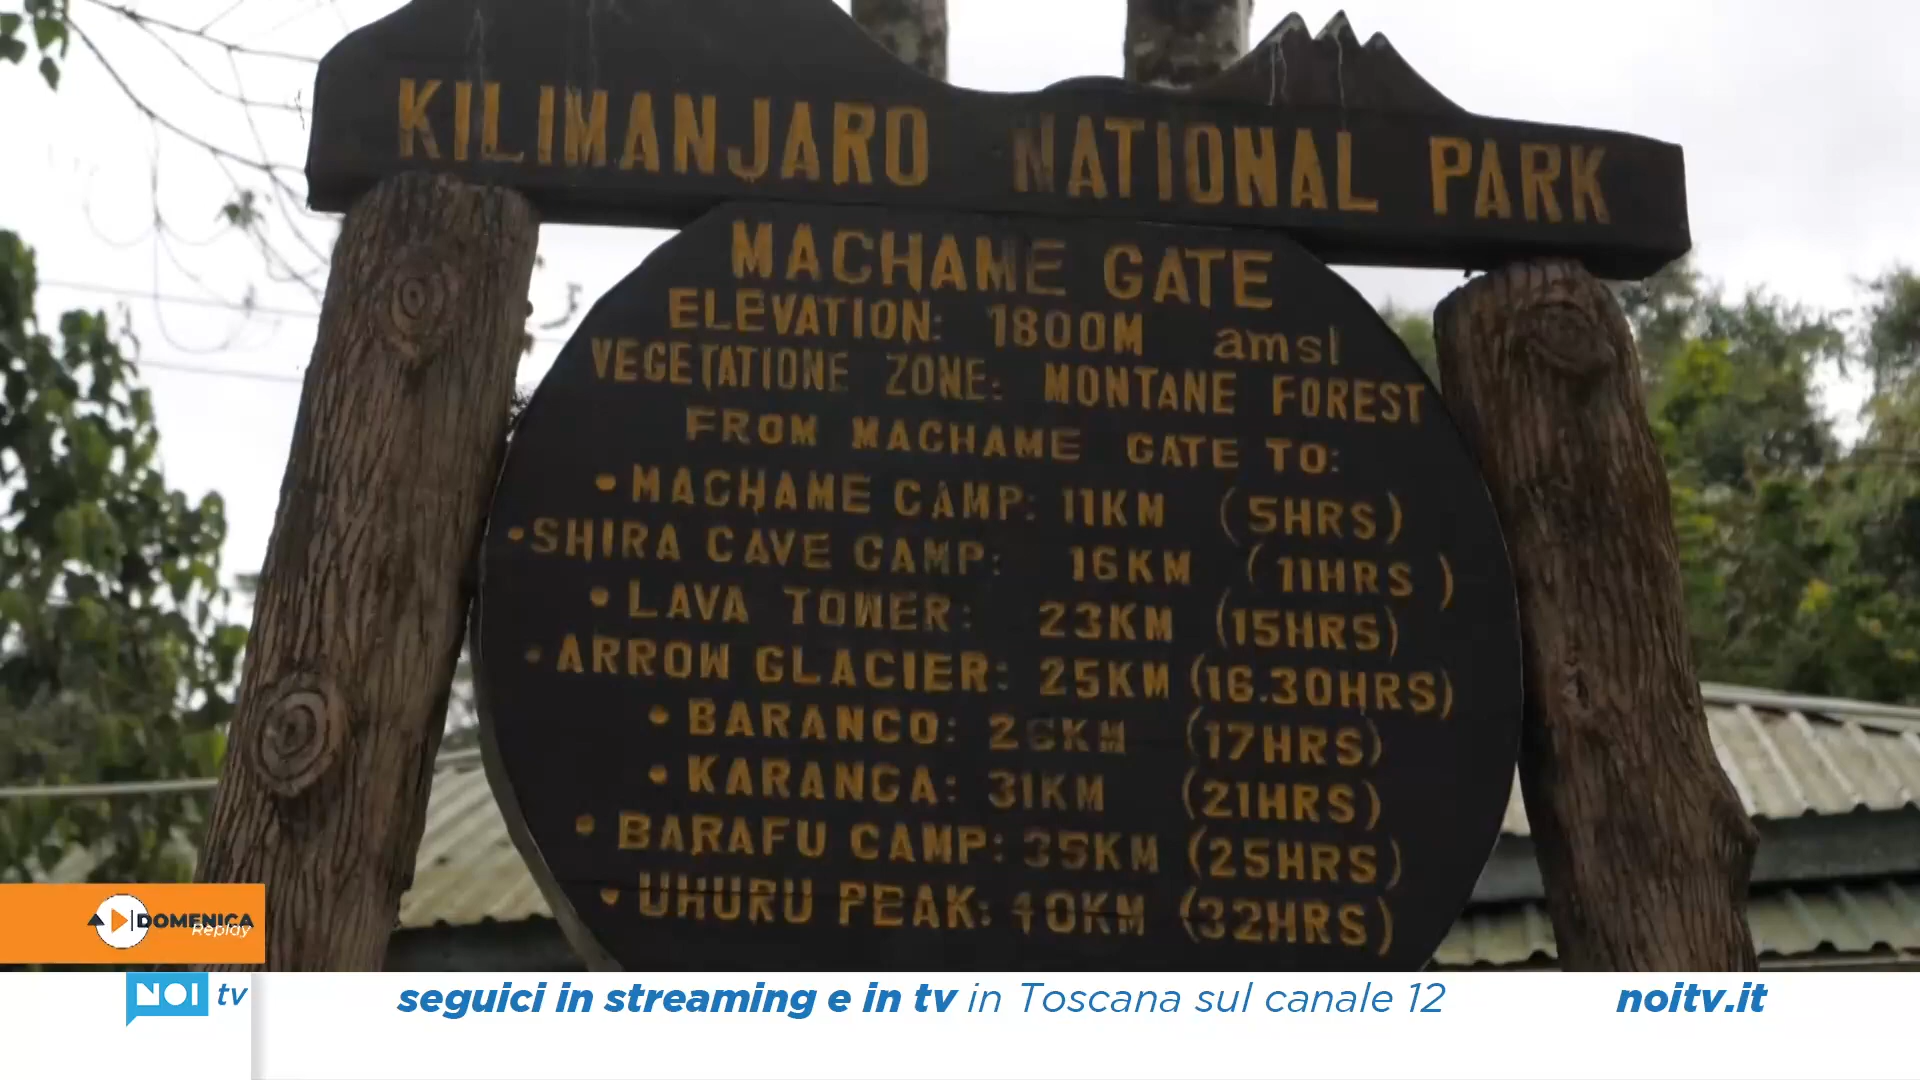 KILIMANJARO NATIONAL PARK
MACHAME GATE
ELEVATION: 1800M amsl
VEGETATIONE ZONE: MONTANE FOREST
FROM MACHAME GATE TO:
• MACHAME CAMP: 11KM (5HRS)
• SHIRA CAVE CAMP: 16KM (11HRS)
• LAVA TOWER: 23KM (15HRS)
• ARROW GLACIER: 25KM (16.30HRS)
• BARANCO: 26KM (17HRS)
• KARANGA: 31KM (21HRS)
• BARAFU CAMP: 35KM (25HRS)
• UHURU PEAK: 40KM (32HRS)
DOMENICA
Replay
NOI tv
seguici in streaming e in tv in Toscana sul canale 12
noitv.it